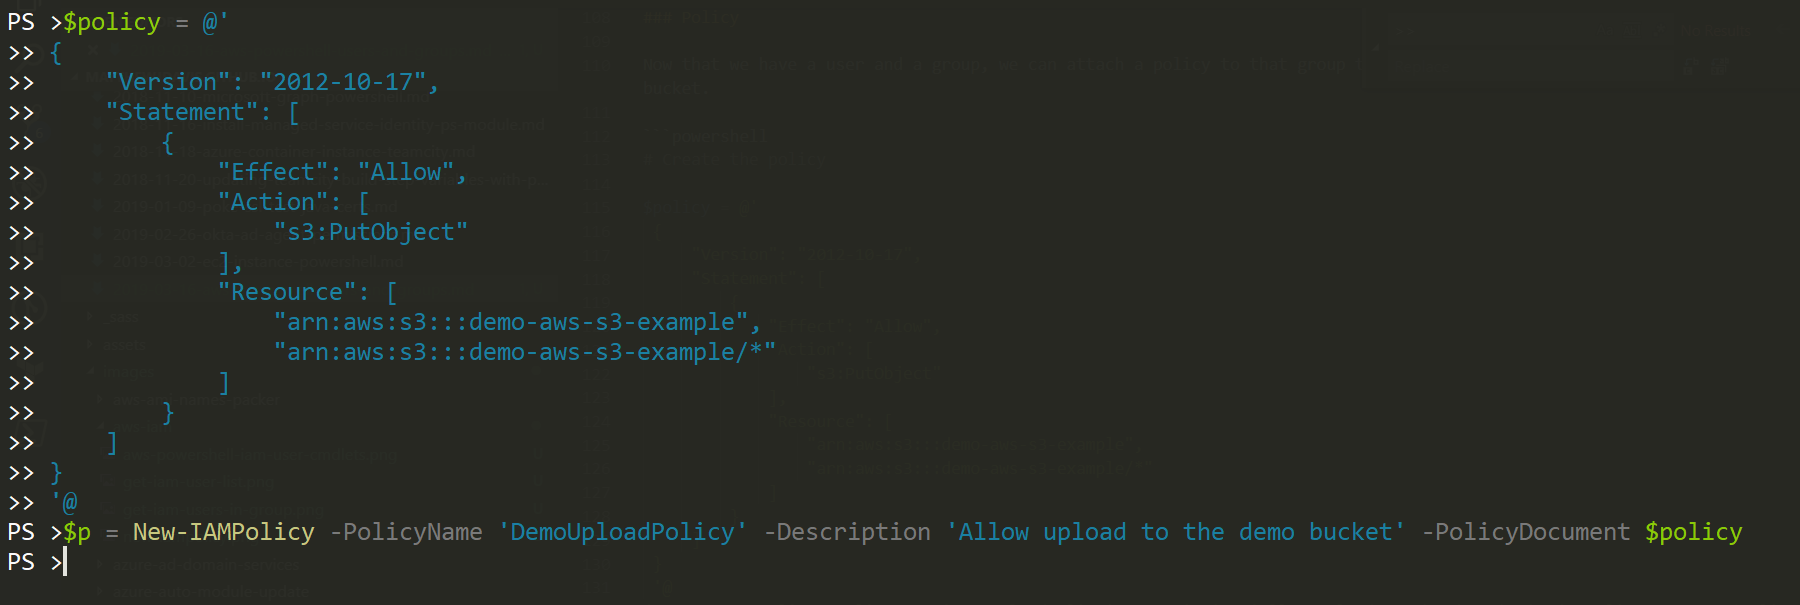 PS >$policy = @'
>> {
>>     "Version": "2012-10-17",
>>     "Statement": [
>>         {
>>             "Effect": "Allow",
>>             "Action": [
>>                 "s3:PutObject"
>>             ],
>>             "Resource": [
>>                 "arn:aws:s3:::demo-aws-s3-example",
>>                 "arn:aws:s3:::demo-aws-s3-example/*"
>>             ]
>>         }
>>     ]
>> }
>> '@
PS >$p = New-IAMPolicy -PolicyName 'DemoUploadPolicy' -Description 'Allow upload to the demo bucket' -PolicyDocument $policy
PS >